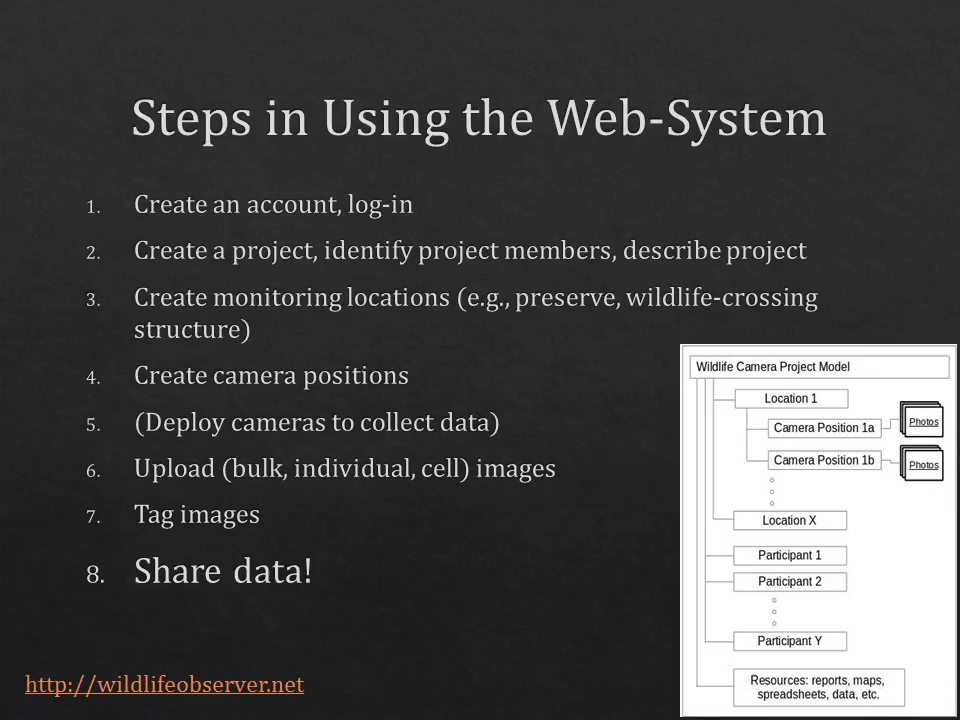 Steps in Using the Web-System
1. Create an account, log-in
2. Create a project, identify project members, describe project
3. Create monitoring locations (e.g., preserve, wildlife-crossing
structure)
4. Create camera positions
5. (Deploy cameras to collect data)
6. Upload (bulk, individual, cell) images
7. Tag images
8. Share data!
http://wildlifeobserver.net
Wildlife Camera Project Model
Location 1
Camera Position 1a
Photos
Camera Position 1b
Photos
Location X
Participant 1
Participant 2
Participant Y
Resources: reports, maps,
spreadsheets, data, etc.